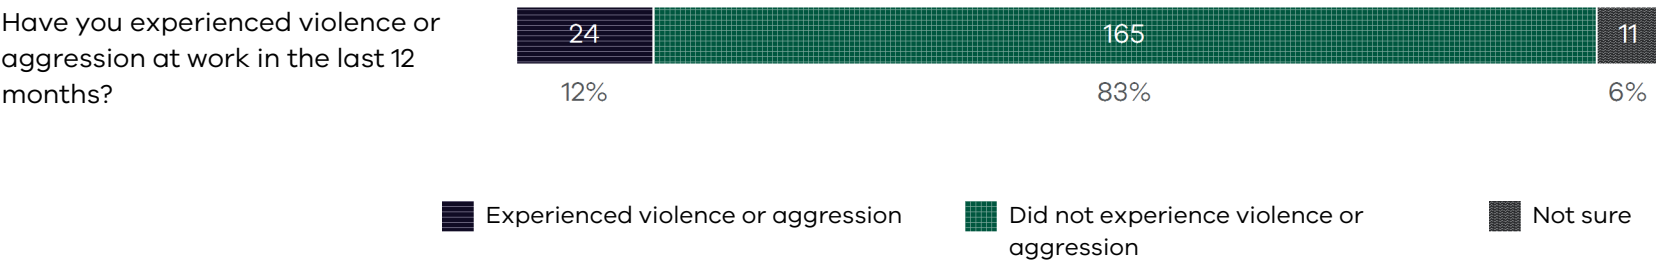 Have you experienced violence or
aggression at work in the last 12
months?
24
165
11
12%
83%
6%
Experienced violence or aggression
Did not experience violence or
aggression
Not sure